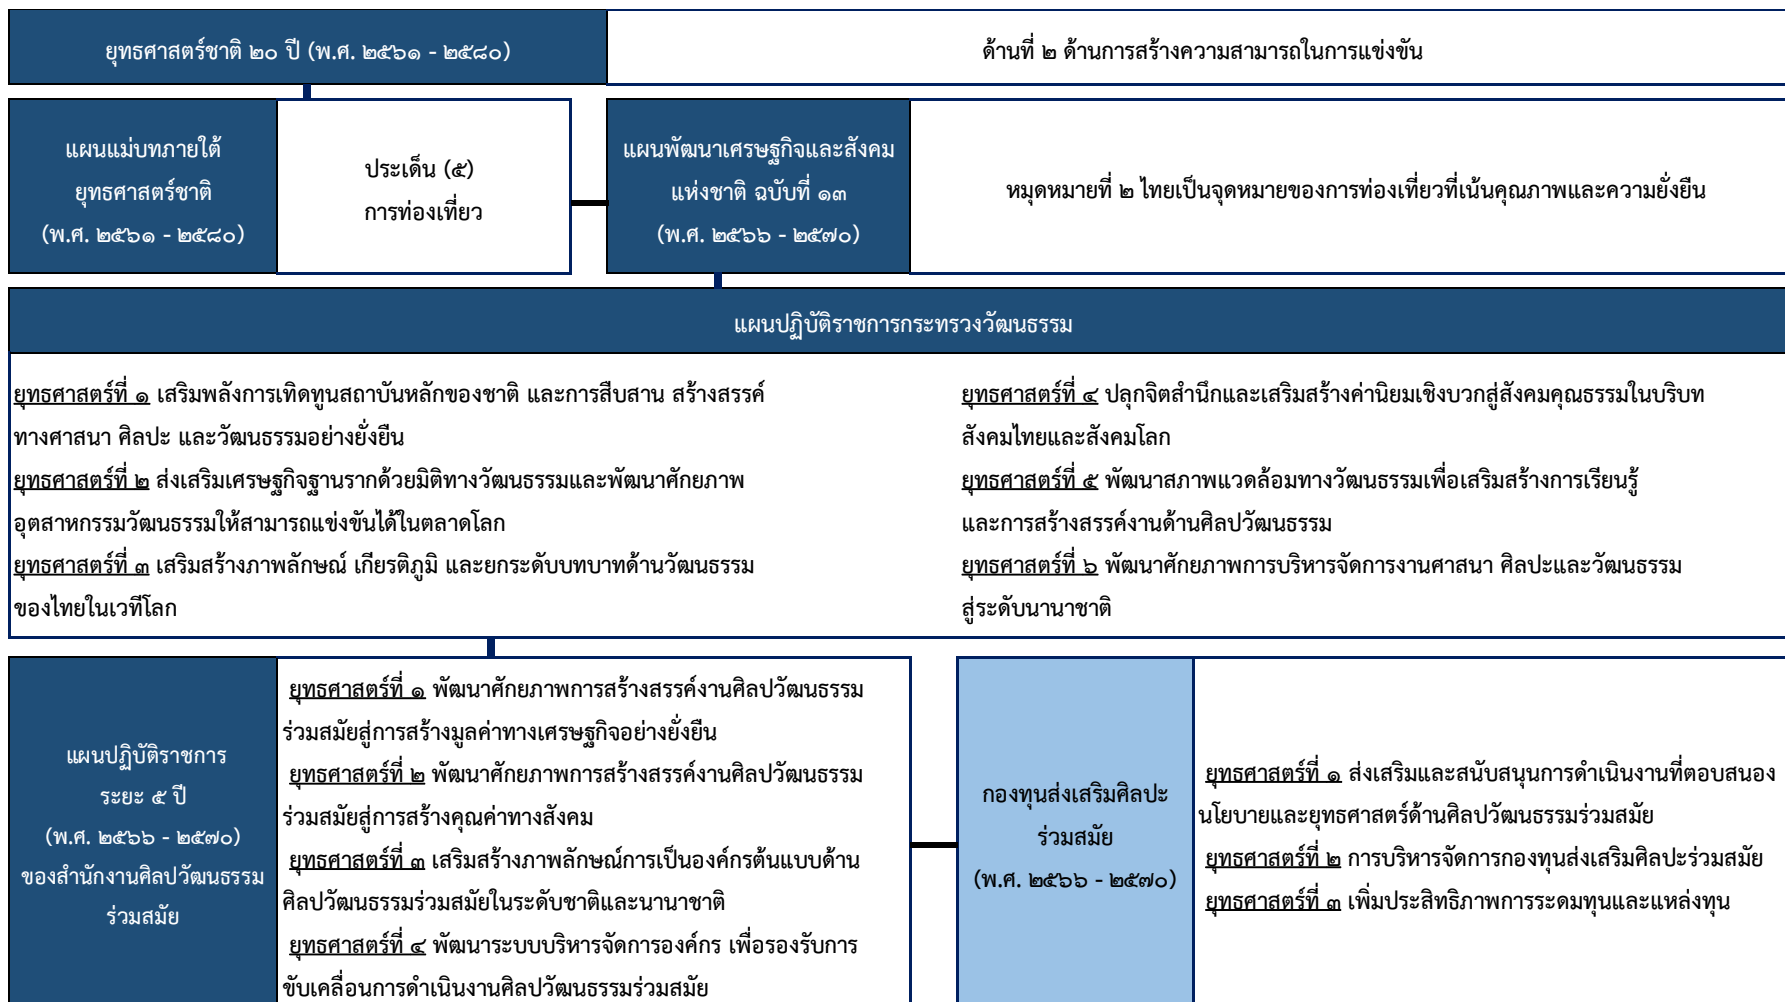 ยุทธศาสตร์ชาติ ๒๐ ปี (พ.ศ. ๒๕๖๑ - ๒๕๘๐)
ด้านที่ ๒ ด้านการสร้างความสามารถในการแข่งขัน
แผนแม่บทภายใต้
ยุทธศาสตร์ชาติ
(พ.ศ. ๒๕๖๑ - ๒๕๘๐)
ประเด็น (๕)
การท่องเที่ยว
แผนพัฒนาเศรษฐกิจและสังคม
แห่งชาติ ฉบับที่ ๑๓
(พ.ศ. ๒๕๖๖ - ๒๕๗๐)
หมุดหมายที่ ๒ ไทยเป็นจุดหมายของการท่องเที่ยวที่เน้นคุณภาพและความยั่งยืน
แผนปฏิบัติราชการกระทรวงวัฒนธรรม
ยุทธศาสตร์ที่ ๑ เสริมพลังการเทิดทูนสถาบันหลักของชาติ และการสืบสาน สร้างสรรค์
ทางศาสนา ศิลปะ และวัฒนธรรมอย่างยั่งยืน
ยุทธศาสตร์ที่ ๒ ส่งเสริมเศรษฐกิจฐานรากด้วยมิติทางวัฒนธรรมและพัฒนาศักยภาพ
อุตสาหกรรมวัฒนธรรมให้สามารถแข่งขันได้ในตลาดโลก
ยุทธศาสตร์ที่ ๓ เสริมสร้างภาพลักษณ์ เกียรติภูมิ และยกระดับบทบาทด้านวัฒนธรรม
ของไทยในเวทีโลก
ยุทธศาสตร์ที่ ๔ ปลุกจิตสำนึกและเสริมสร้างค่านิยมเชิงบวกสู่สังคมคุณธรรมในบริบท
สังคมไทยและสังคมโลก
ยุทธศาสตร์ที่ ๕ พัฒนาสภาพแวดล้อมทางวัฒนธรรมเพื่อเสริมสร้างการเรียนรู้
และการสร้างสรรค์งานด้านศิลปวัฒนธรรม
ยุทธศาสตร์ที่ ๖ พัฒนาศักยภาพการบริหารจัดการงานศาสนา ศิลปะและวัฒนธรรม
สู่ระดับนานาชาติ
แผนปฏิบัติราชการ
ระยะ ๕ ปี
(พ.ศ. ๒๕๖๖ - ๒๕๗๐)
ของสำนักงานศิลปวัฒนธรรม
ร่วมสมัย
ยุทธศาสตร์ที่ ๑ พัฒนาศักยภาพการสร้างสรรค์งานศิลปวัฒนธรรม
ร่วมสมัยสู่การสร้างมูลค่าทางเศรษฐกิจอย่างยั่งยืน
ยุทธศาสตร์ที่ ๒ พัฒนาศักยภาพการสร้างสรรค์งานศิลปวัฒนธรรม
ร่วมสมัยสู่การสร้างคุณค่าทางสังคม
ยุทธศาสตร์ที่ ๓ เสริมสร้างภาพลักษณ์การเป็นองค์กรต้นแบบด้าน
ศิลปวัฒนธรรมร่วมสมัยในระดับชาติและนานาชาติ
ยุทธศาสตร์ที่ ๔ พัฒนาระบบบริหารจัดการองค์กร เพื่อรองรับการ
ขับเคลื่อนการดำเนินงานศิลปวัฒนธรรมร่วมสมัย
กองทุนส่งเสริมศิลปะ
ร่วมสมัย
(พ.ศ. ๒๕๖๖ - ๒๕๗๐)
ยุทธศาสตร์ที่ ๑ ส่งเสริมและสนับสนุนการดำเนินงานที่ตอบสนอง
นโยบายและยุทธศาสตร์ด้านศิลปวัฒนธรรมร่วมสมัย
ยุทธศาสตร์ที่ ๒ การบริหารจัดการกองทุนส่งเสริมศิลปะร่วมสมัย
ยุทธศาสตร์ที่ ๓ เพิ่มประสิทธิภาพการระดมทุนและแหล่งทุน